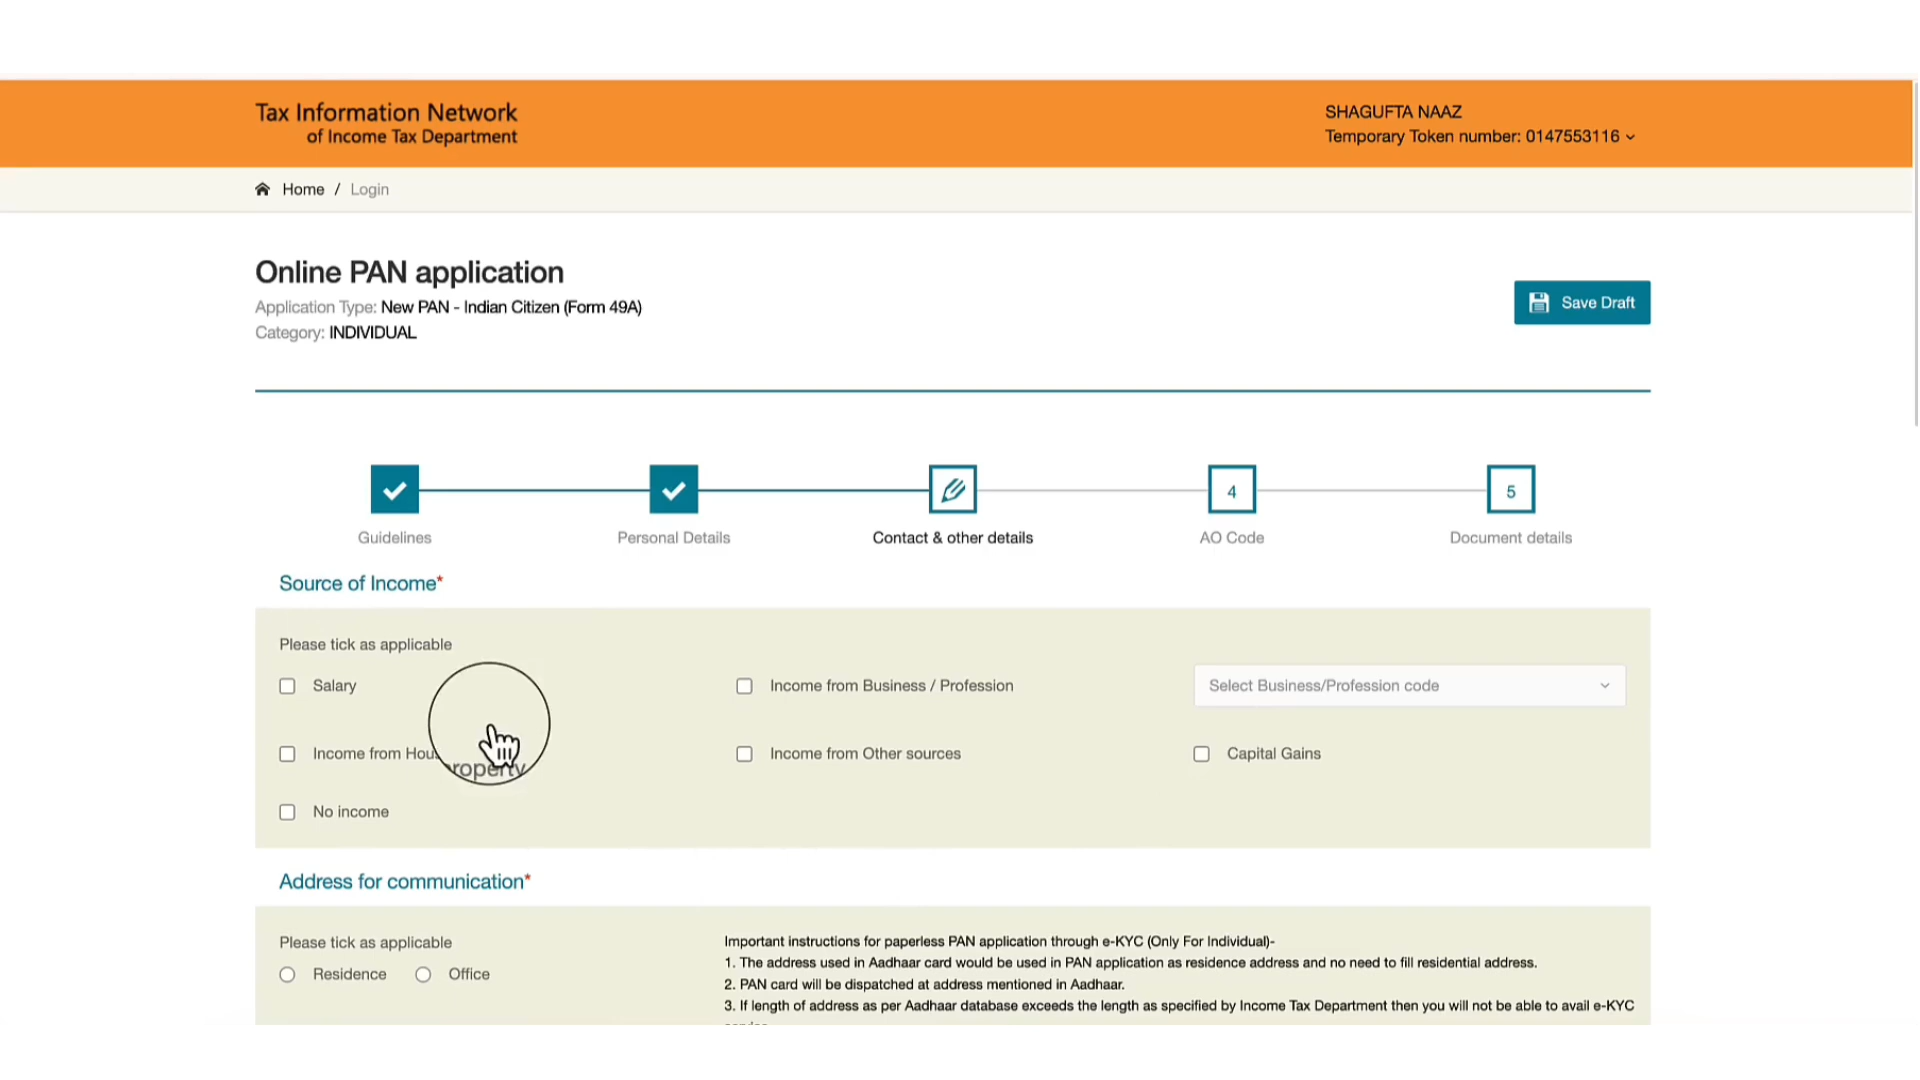 Tax Information Network
of Income Tax Department
SHAGUFTA NAAZ
Temporary Token number: 0147553116
Home / Login
Online PAN application
Application Type: New PAN - Indian Citizen (Form 49A)
Category: INDIVIDUAL
Save Draft
4
5
Guidelines
Personal Details
Contact & other details
AO Code
Document details
Source of Income*
Please tick as applicable
Salary
Income from Business / Profession
Select Business/Profession code
Income from Hou
roperty
Income from Other sources
Capital Gains
No income
Address for communication*
Please tick as applicable
Residence
Office
Important instructions for paperless PAN application through e-KYC (Only For Individual)-
1. The address used in Aadhaar card would be used in PAN application as residence address and no need to fill residential address.
2. PAN card will be dispatched at address mentioned in Aadhaar.
3. If length of address as per Aadhaar database exceeds the length as specified by Income Tax Department then you will not be able to avail e-KYC